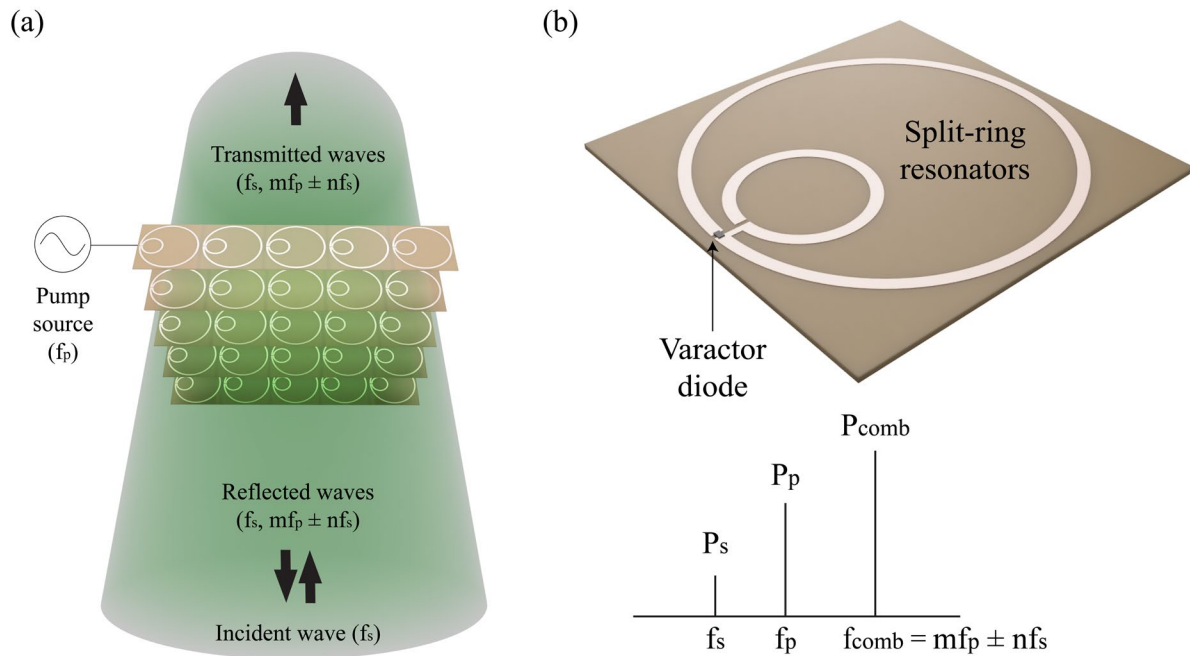 (a)
Transmitted waves
(fₛ, mfₚ ± nfₛ)
Pump
source
(fₚ)
Reflected waves
(fₛ, mfₚ ± nfₛ)
Incident wave (fₛ)
(b)
Split-ring
resonators
Varactor
diode
Pcomb
Pp
Ps
fs fp fcomb = mfp ± nfs